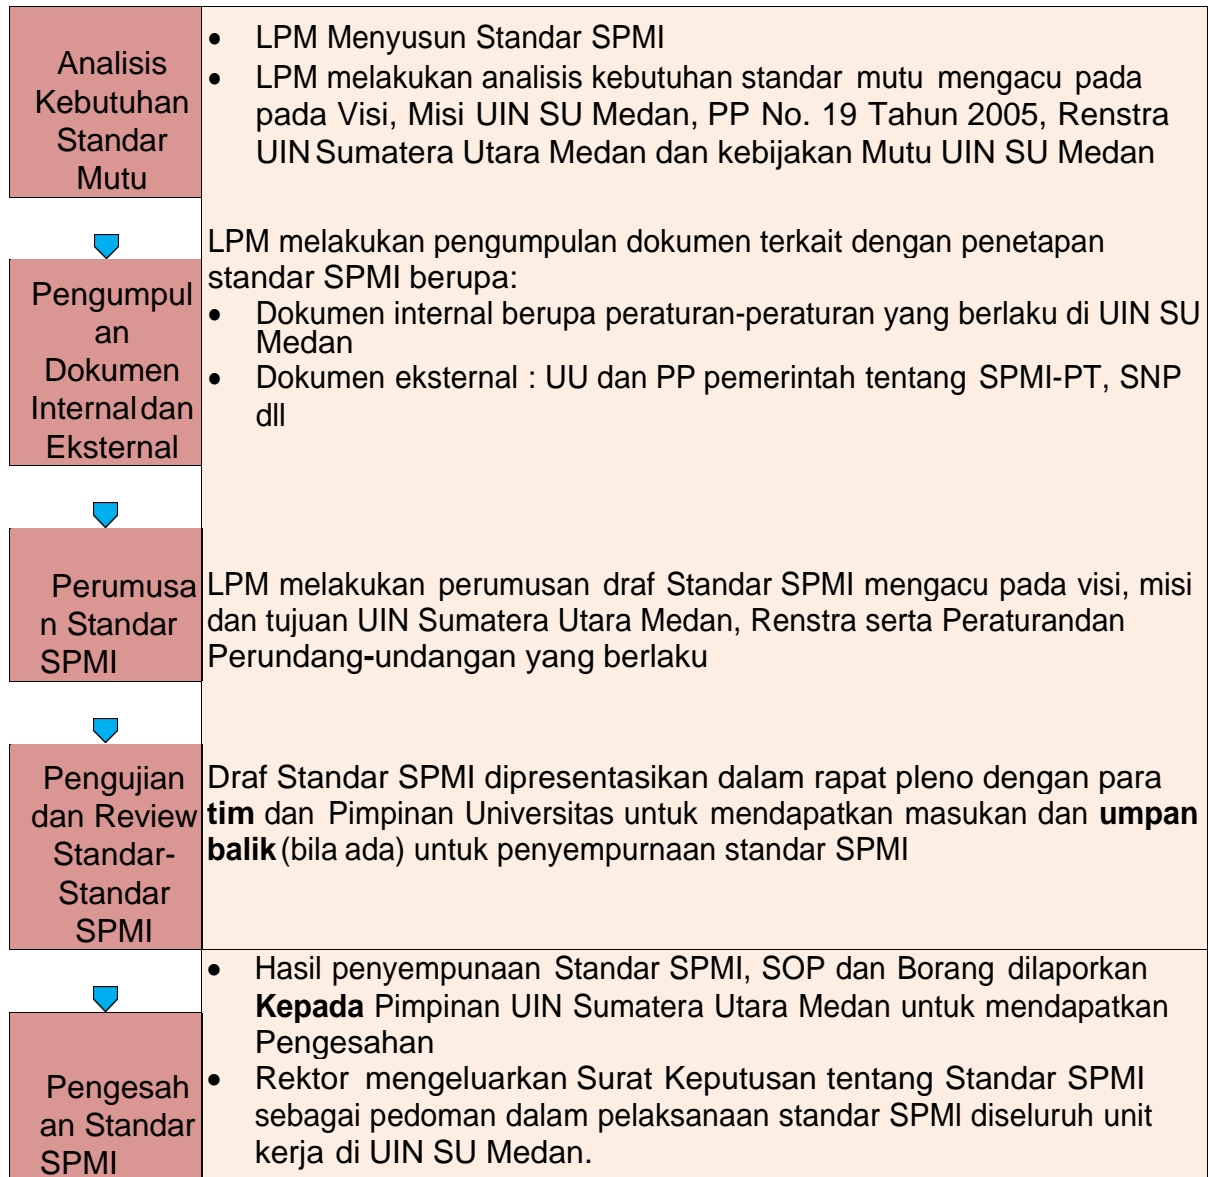 Analisis
Kebutuhan
Standar
Mutu
• LPM Menyusun Standar SPMI
• LPM melakukan analisis kebutuhan standar mutu mengacu pada
pada Visi, Misi UIN SU Medan, PP No. 19 Tahun 2005, Renstra
UIN Sumatera Utara Medan dan kebijakan Mutu UIN SU Medan
Pengumpul
an
Dokumen
Internal dan
Eksternal
LPM melakukan pengumpulan dokumen terkait dengan penetapan
standar SPMI berupa:
• Dokumen internal berupa peraturan-peraturan yang berlaku di UIN SU
Medan
• Dokumen eksternal : UU dan PP pemerintah tentang SPMI-PT, SNP
dll
Perumusa
n Standar
SPMI
LPM melakukan perumusan draf Standar SPMI mengacu pada visi, misi
dan tujuan UIN Sumatera Utara Medan, Renstra serta Peraturandan
Perundang-undangan yang berlaku
Pengujian
dan Review
Standar-
Standar
SPMI
Draf Standar SPMI dipresentasikan dalam rapat pleno dengan para
tim dan Pimpinan Universitas untuk mendapatkan masukan dan umpan
balik (bila ada) untuk penyempurnaan standar SPMI
Pengesah
an Standar
SPMI
• Hasil penyempunaan Standar SPMI, SOP dan Borang dilaporkan
Kepada Pimpinan UIN Sumatera Utara Medan untuk mendapatkan
Pengesahan
• Rektor mengeluarkan Surat Keputusan tentang Standar SPMI
sebagai pedoman dalam pelaksanaan standar SPMI diseluruh unit
kerja di UIN SU Medan.